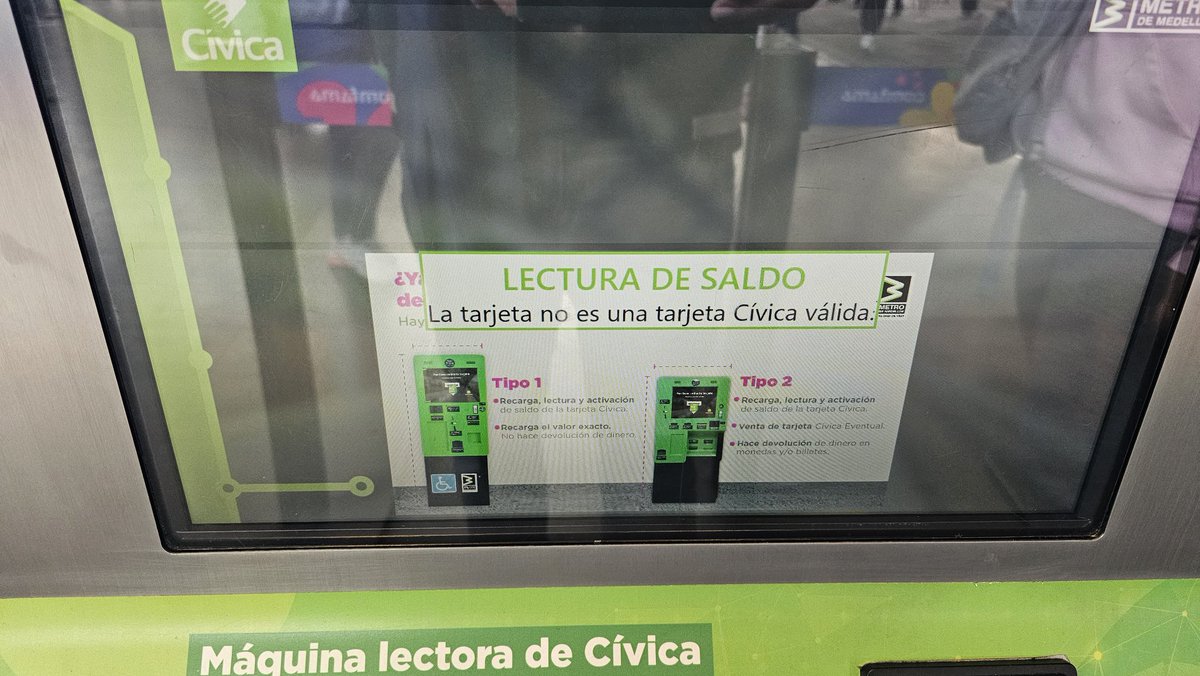 Cívica
METRO
DE MEDELL
LECTURA DE SALDO
La tarjeta no es una tarjeta Cívica válida.
¿Ya
de
Hay
METRO
Tipo 1
• Recarga, lectura y activación
de saldo de la tarjeta Cívica.
• Recarga el valor exacto.
No hace devolución de dinero.
Tipo 2
• Recarga, lectura y activación
de saldo de la tarjeta Cívica.
• Venta de tarjeta Cívica Eventual.
• Hace devolución de dinero en
monedas y/o billetes.
Máquina lectora de Cívica